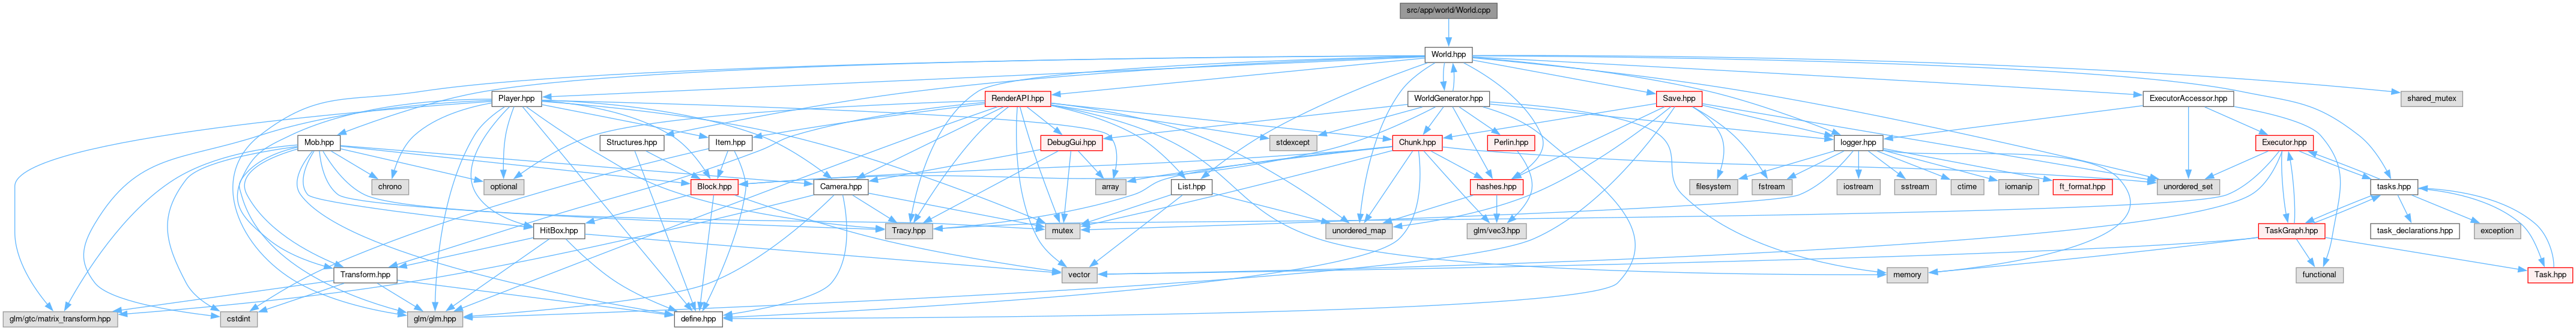 src/app/world/World.cpp
World.hpp
Player.hpp
RenderAPI.hpp
WorldGenerator.hpp
Save.hpp
ExecutorAccessor.hpp
shared_mutex
Mob.hpp
Structures.hpp
Item.hpp
DebugGui.hpp
stdexcept
Chunk.hpp
Perlin.hpp
logger.hpp
Executor.hpp
chrono
optional
Block.hpp
Camera.hpp
array
List.hpp
hashes.hpp
filesystem
fstream
iostream
sstream
ctime
iomanip
ft_format.hpp
unordered_set
tasks.hpp
HitBox.hpp
Tracy.hpp
mutex
unordered_map
glm/vec3.hpp
TaskGraph.hpp
task_declarations.hpp
exception
Transform.hpp
vector
memory
functional
Task.hpp
glm/gtc/matrix_transform.hpp
cstdint
glm/glm.hpp
define.hpp